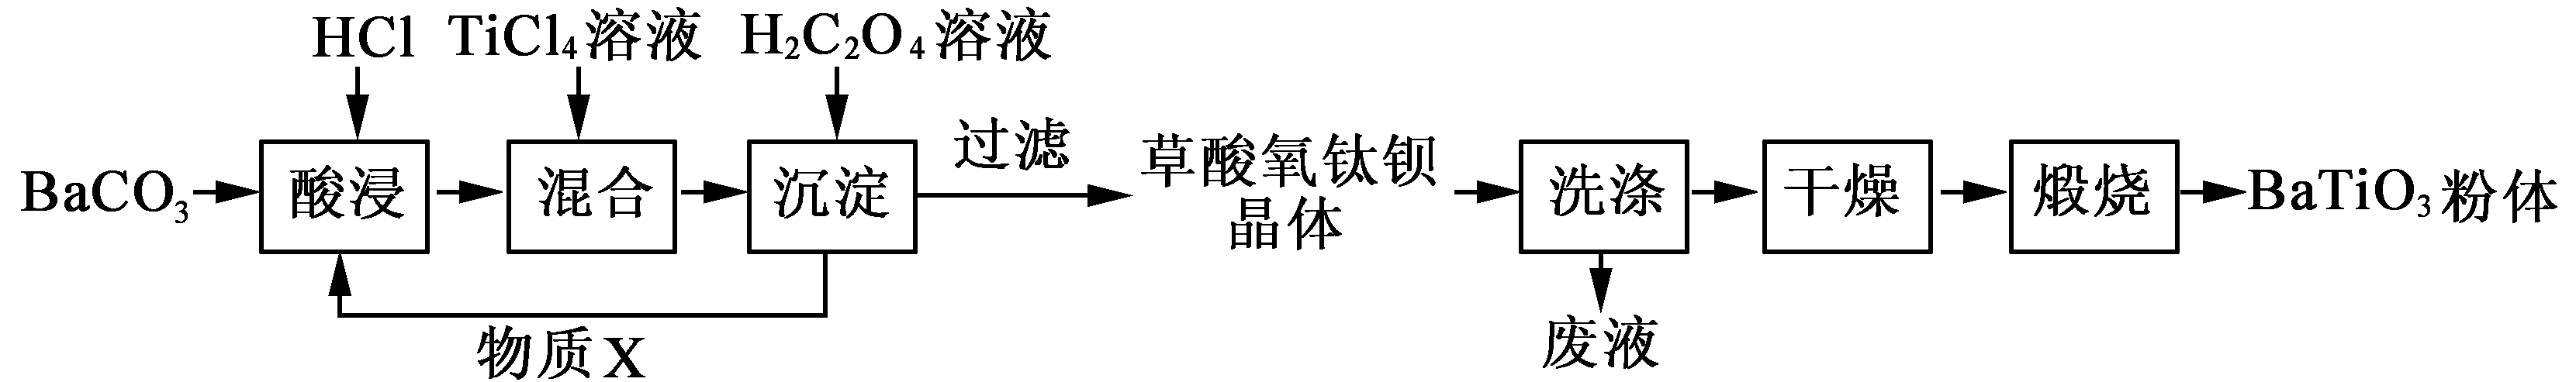 HCl TiCl₄溶液 H₂C₂O₄溶液
过滤
BaCO₃ 酸浸 混合 沉淀 草酸氧钛钡晶体 洗涤 干燥 煅烧 BaTiO₃粉体
物质X
废液